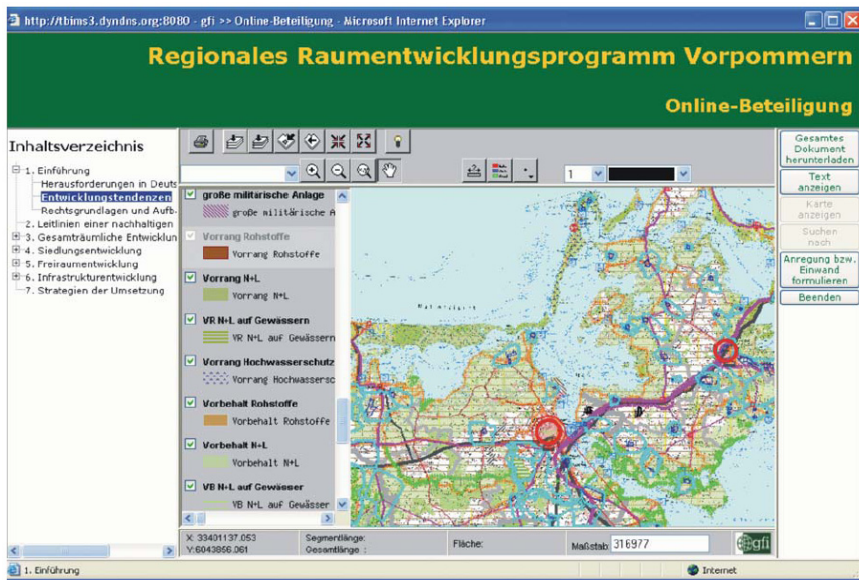 http://tbims3.dyndns.org:8080 - gfi >> Online-Beteiligung - Microsoft Internet Explorer
Regionales Raumentwicklungsprogramm Vorpommern
Online-Beteiligung
Inhaltsverzeichnis
1. Einführung
Herausforderungen in Deuts
Entwicklungstendenzen
Rechtsgrundlagen und Aufb
2. Leitlinien einer nachhaltigen
3. Gesamträumliche Entwicklun
4. Siedlungsentwicklung
5. Freiraumentwicklung
6. Infrastrukturentwicklung
7. Strategien der Umsetzung
1
große militärische Anlage
große militärische A
Vorrang Rohstoffe
Vorrang Rohstoffe
Vorrang N+L
Vorrang N+L
VR N+L auf Gewässern
VR N+L auf Gewässern
Vorrang Hochwasserschutz
Vorrang Hochwassersc
Vorbehalt Rohstoffe
Vorbehalt Rohstoffe
Vorbehalt N+L
Vorbehalt N+L
VB N+L auf Gewässer
VB N+L auf Gewässer
Gesamtes
Dokument
herunterladen
Text
anzeigen
Karte
anzeigen
Suchen
nach
Anregung bzw.
Einwand
formulieren
Beenden
X: 33401137.053
Y:6043856.061
Segmentlänge:
Gesamtlänge :
Fläche:
Maßstab: 316977
gfi
1. Einführung
Internet